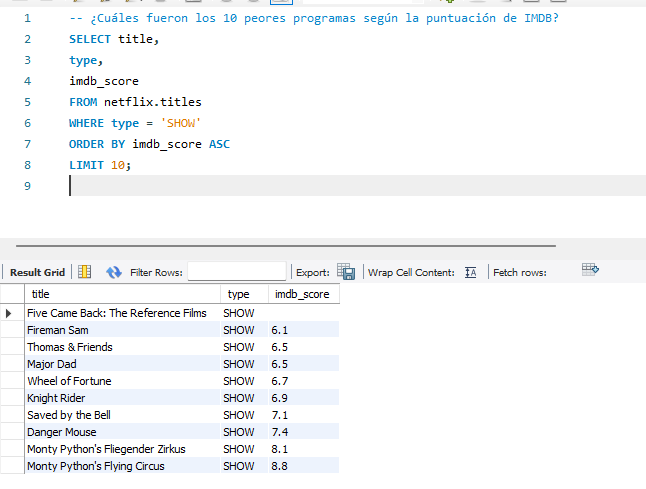 1 -- ¿Cuáles fueron los 10 peores programas según la puntuación de IMDB?
2 SELECT title,
3 type,
4 imdb_score
5 FROM netflix.titles
6 WHERE type = 'SHOW'
7 ORDER BY imdb_score ASC
8 LIMIT 10;
9
Result Grid Filter Rows: Export: Wrap Cell Content: Fetch rows:
title type imdb_score
Five Came Back: The Reference Films SHOW
Fireman Sam SHOW 6.1
Thomas & Friends SHOW 6.5
Major Dad SHOW 6.5
Wheel of Fortune SHOW 6.7
Knight Rider SHOW 6.9
Saved by the Bell SHOW 7.1
Danger Mouse SHOW 7.4
Monty Python's Fliegender Zirkus SHOW 8.1
Monty Python's Flying Circus SHOW 8.8